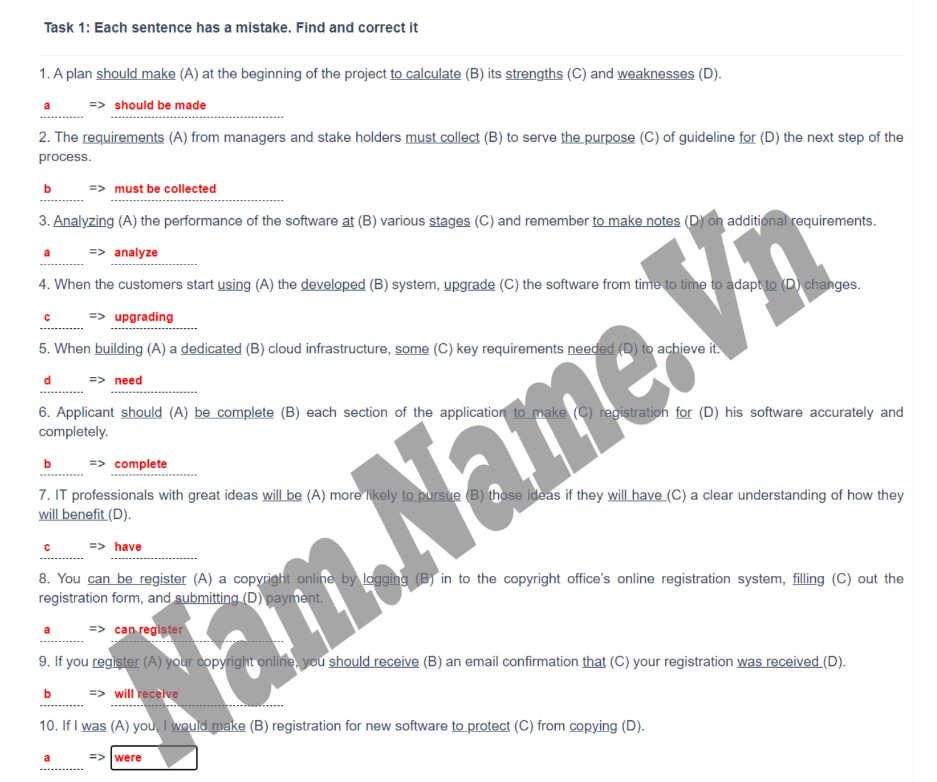 Task 1: Each sentence has a mistake. Find and correct it
1. A plan should make (A) at the beginning of the project to calculate (B) its strengths (C) and weaknesses (D).
a => should be made
2. The requirements (A) from managers and stake holders must collect (B) to serve the purpose (C) of guideline for (D) the next step of the
process.
b => must be collected
3. Analyzing (A) the performance of the software at (B) various stages (C) and remember to make notes (D) on additional requirements.
a => analyze
4. When the customers start using (A) the developed (B) system, upgrade (C) the software from time to time to adapt to (D) changes.
c => upgrading
5. When building (A) a dedicated (B) cloud infrastructure, some (C) key requirements needed (D) to achieve it.
d => need
6. Applicant should (A) be complete (B) each section of the application to make (C) registration for (D) his software accurately and
completely.
b => complete
7. IT professionals with great ideas will be (A) more likely to pursue (B) those ideas if they will have (C) a clear understanding of how they
will benefit (D).
c => have
8. You can be register (A) a copyright online by logging (B) in to the copyright office's online registration system, filling (C) out the
registration form, and submitting (D) payment.
a => can register
9. If you register (A) your copyright online, you should receive (B) an email confirmation that (C) your registration was received (D).
b => will receive
10. If I was (A) you, I would make (B) registration for new software to protect (C) from copying (D).
a => were
Nam.Name.Vn